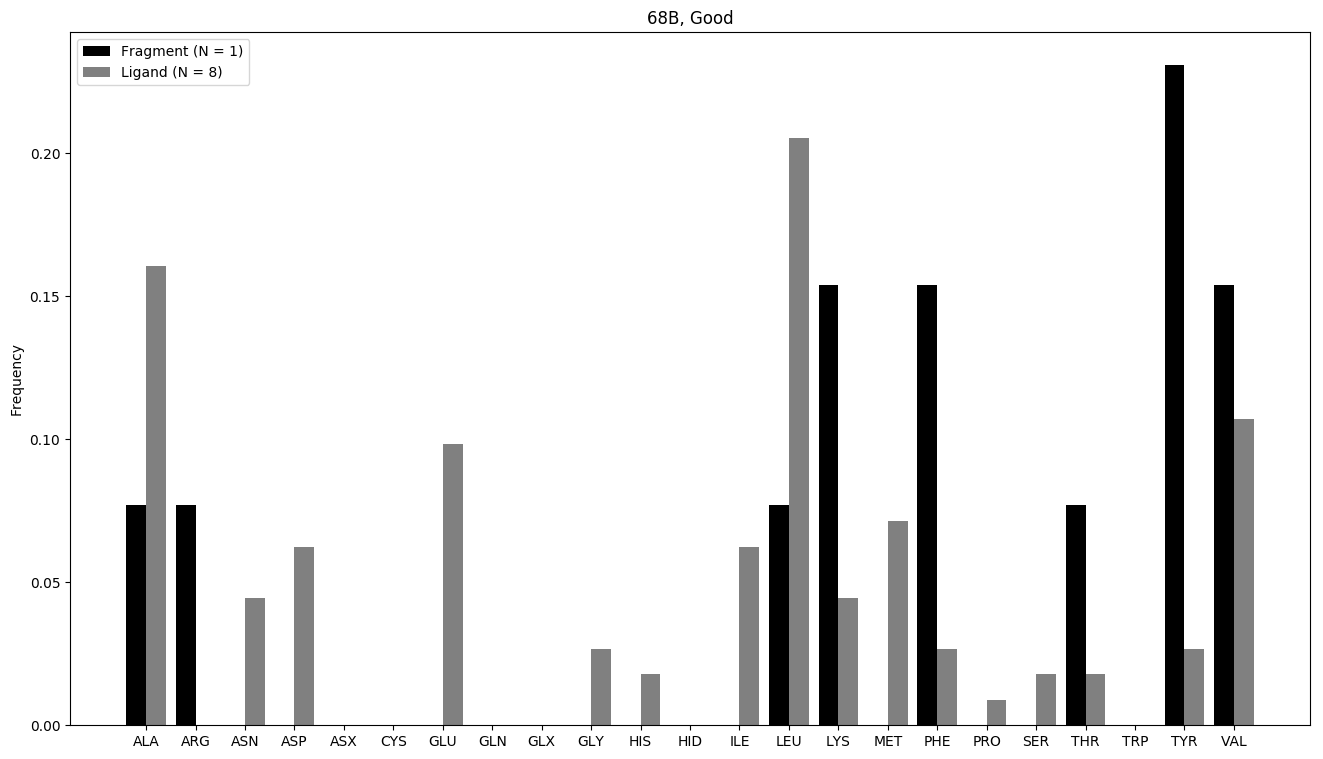 68B, Good
Fragment (N = 1)
Ligand (N = 8)
Frequency
0.20
0.15
0.10
0.05
0.00
ALA ARG ASN ASP ASX CYS GLU GLN GLX GLY HIS HID ILE LEU LYS MET PHE PRO SER THR TRP TYR VAL